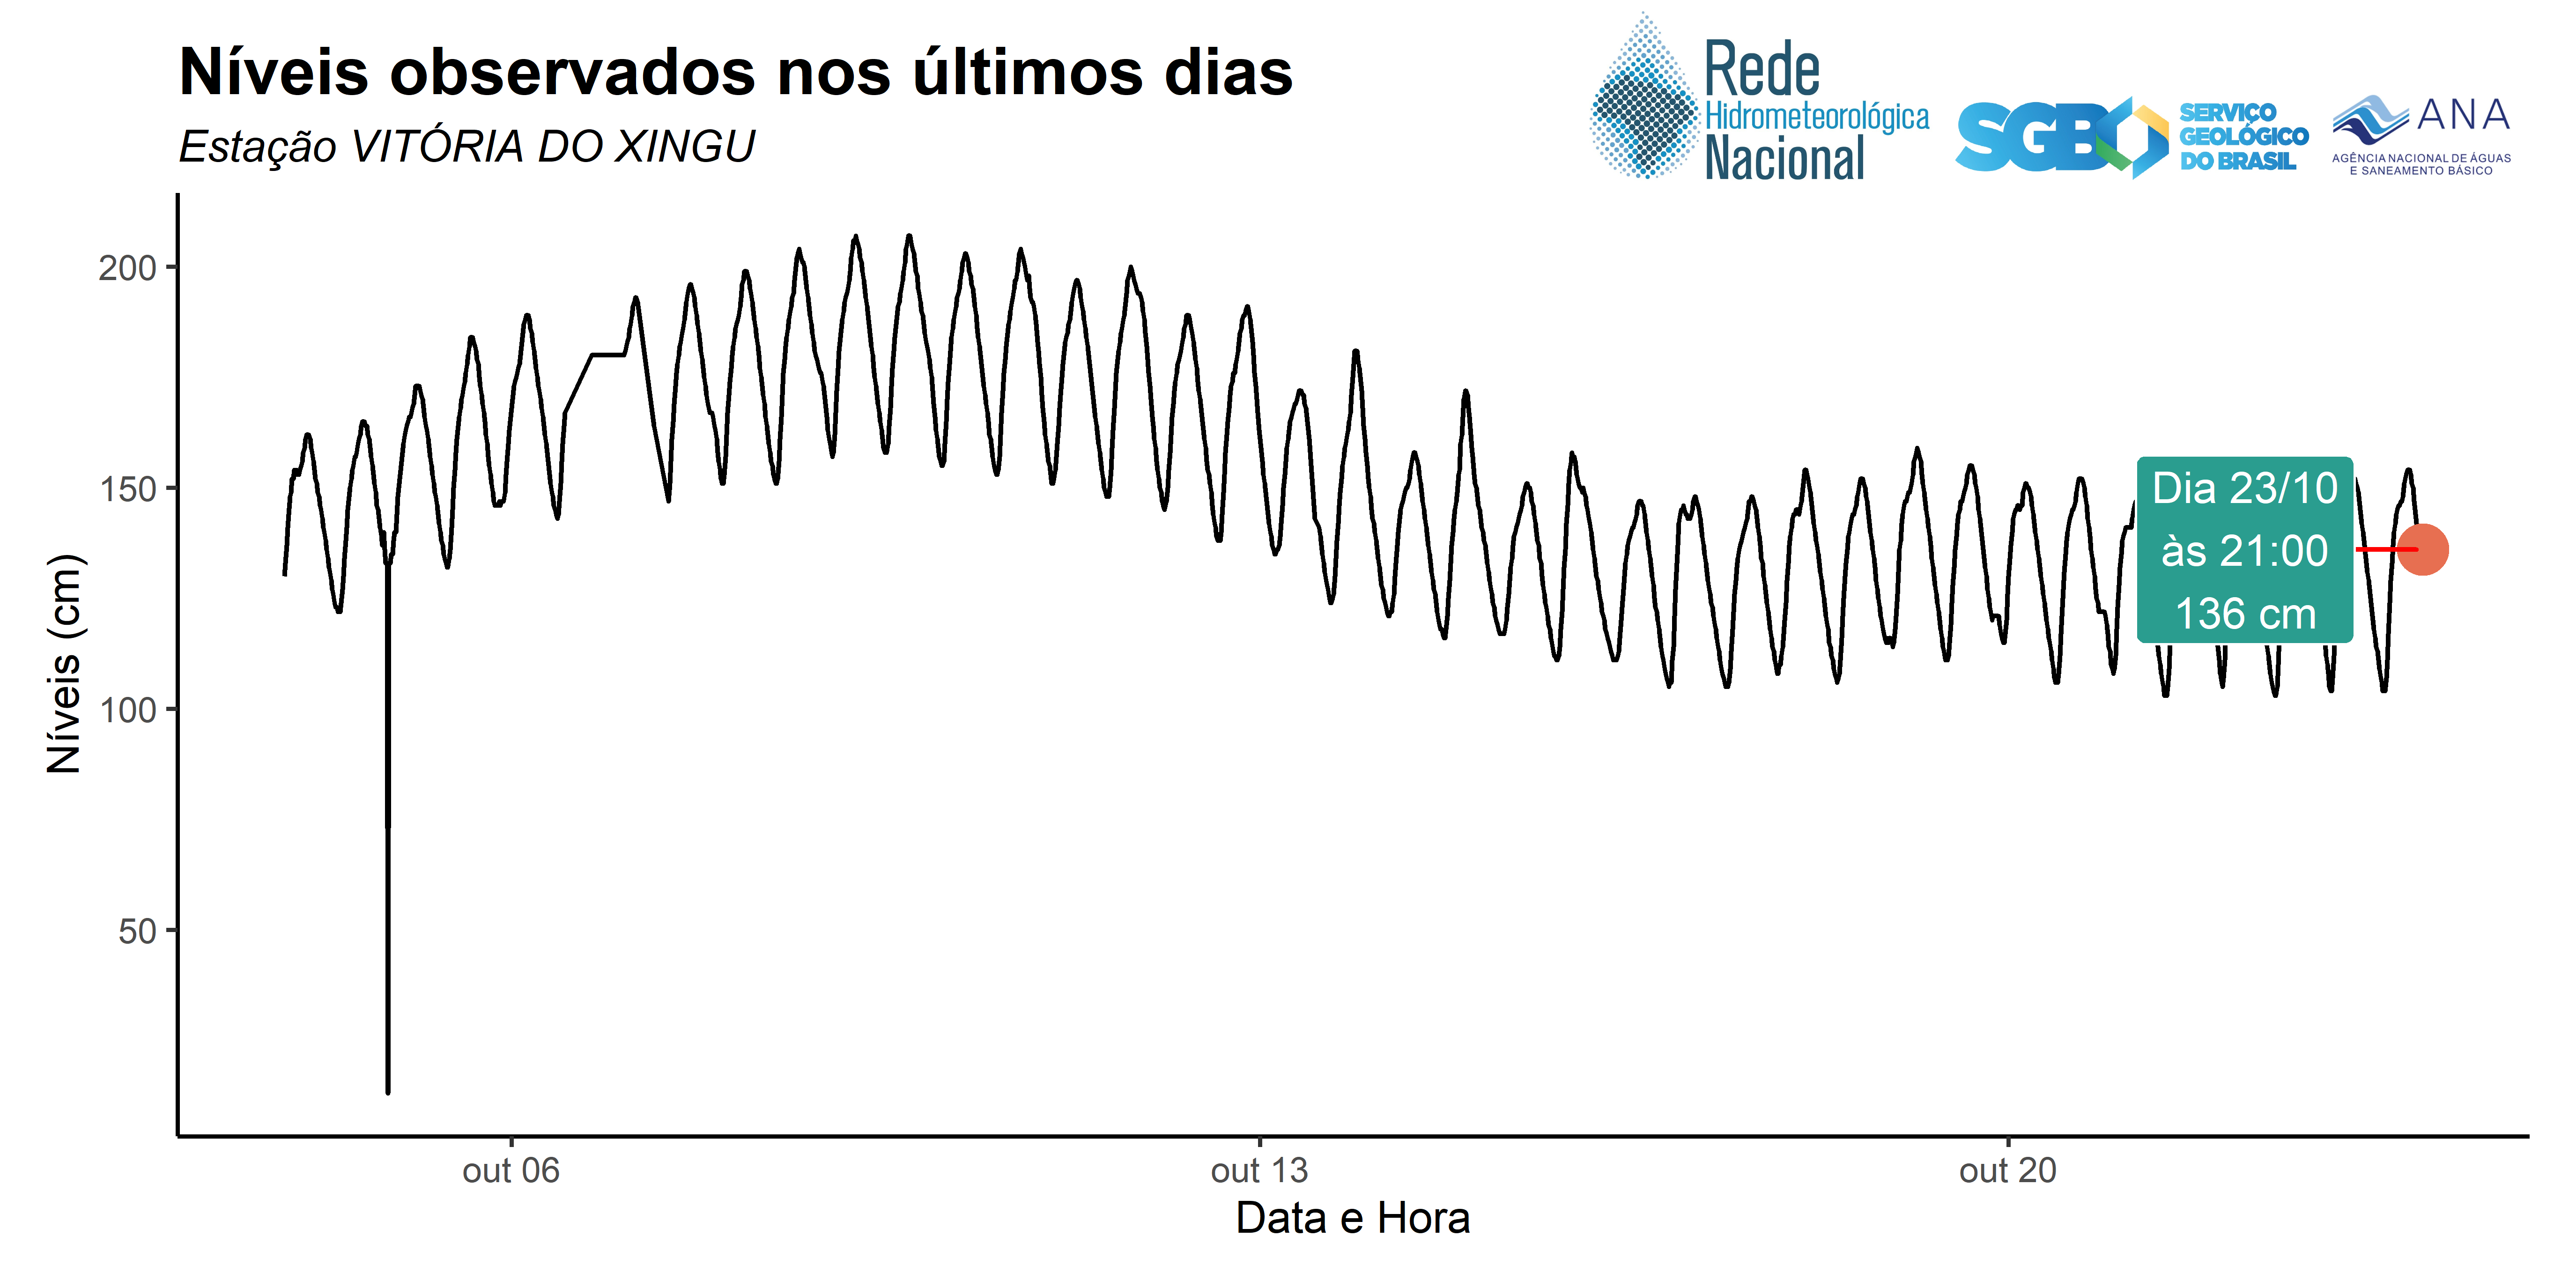 Níveis observados nos últimos dias
Estação VITÓRIA DO XINGU
Rede
Hidrometeorológica
Nacional
SGB
SERVIÇO
GEOLÓGICO
DO BRASIL
ANA
AGÊNCIA NACIONAL DE ÁGUAS
E SANEAMENTO BÁSICO
Níveis (cm)
200
150
100
50
Dia 23/10
às 21:00
136 cm
out 06
out 13
out 20
Data e Hora